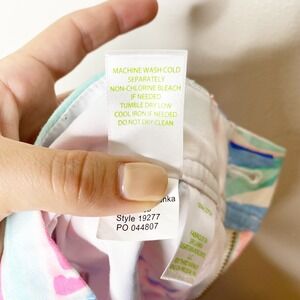 MACHINE WASH COLD
SEPARATELY
NON-CHLORINE BLEACH
IF NEEDED
TUMBLE DRY LOW
COOL IRON IF NEEDED
DO NOT DRY CLEAN
Style 19277
PO 044807